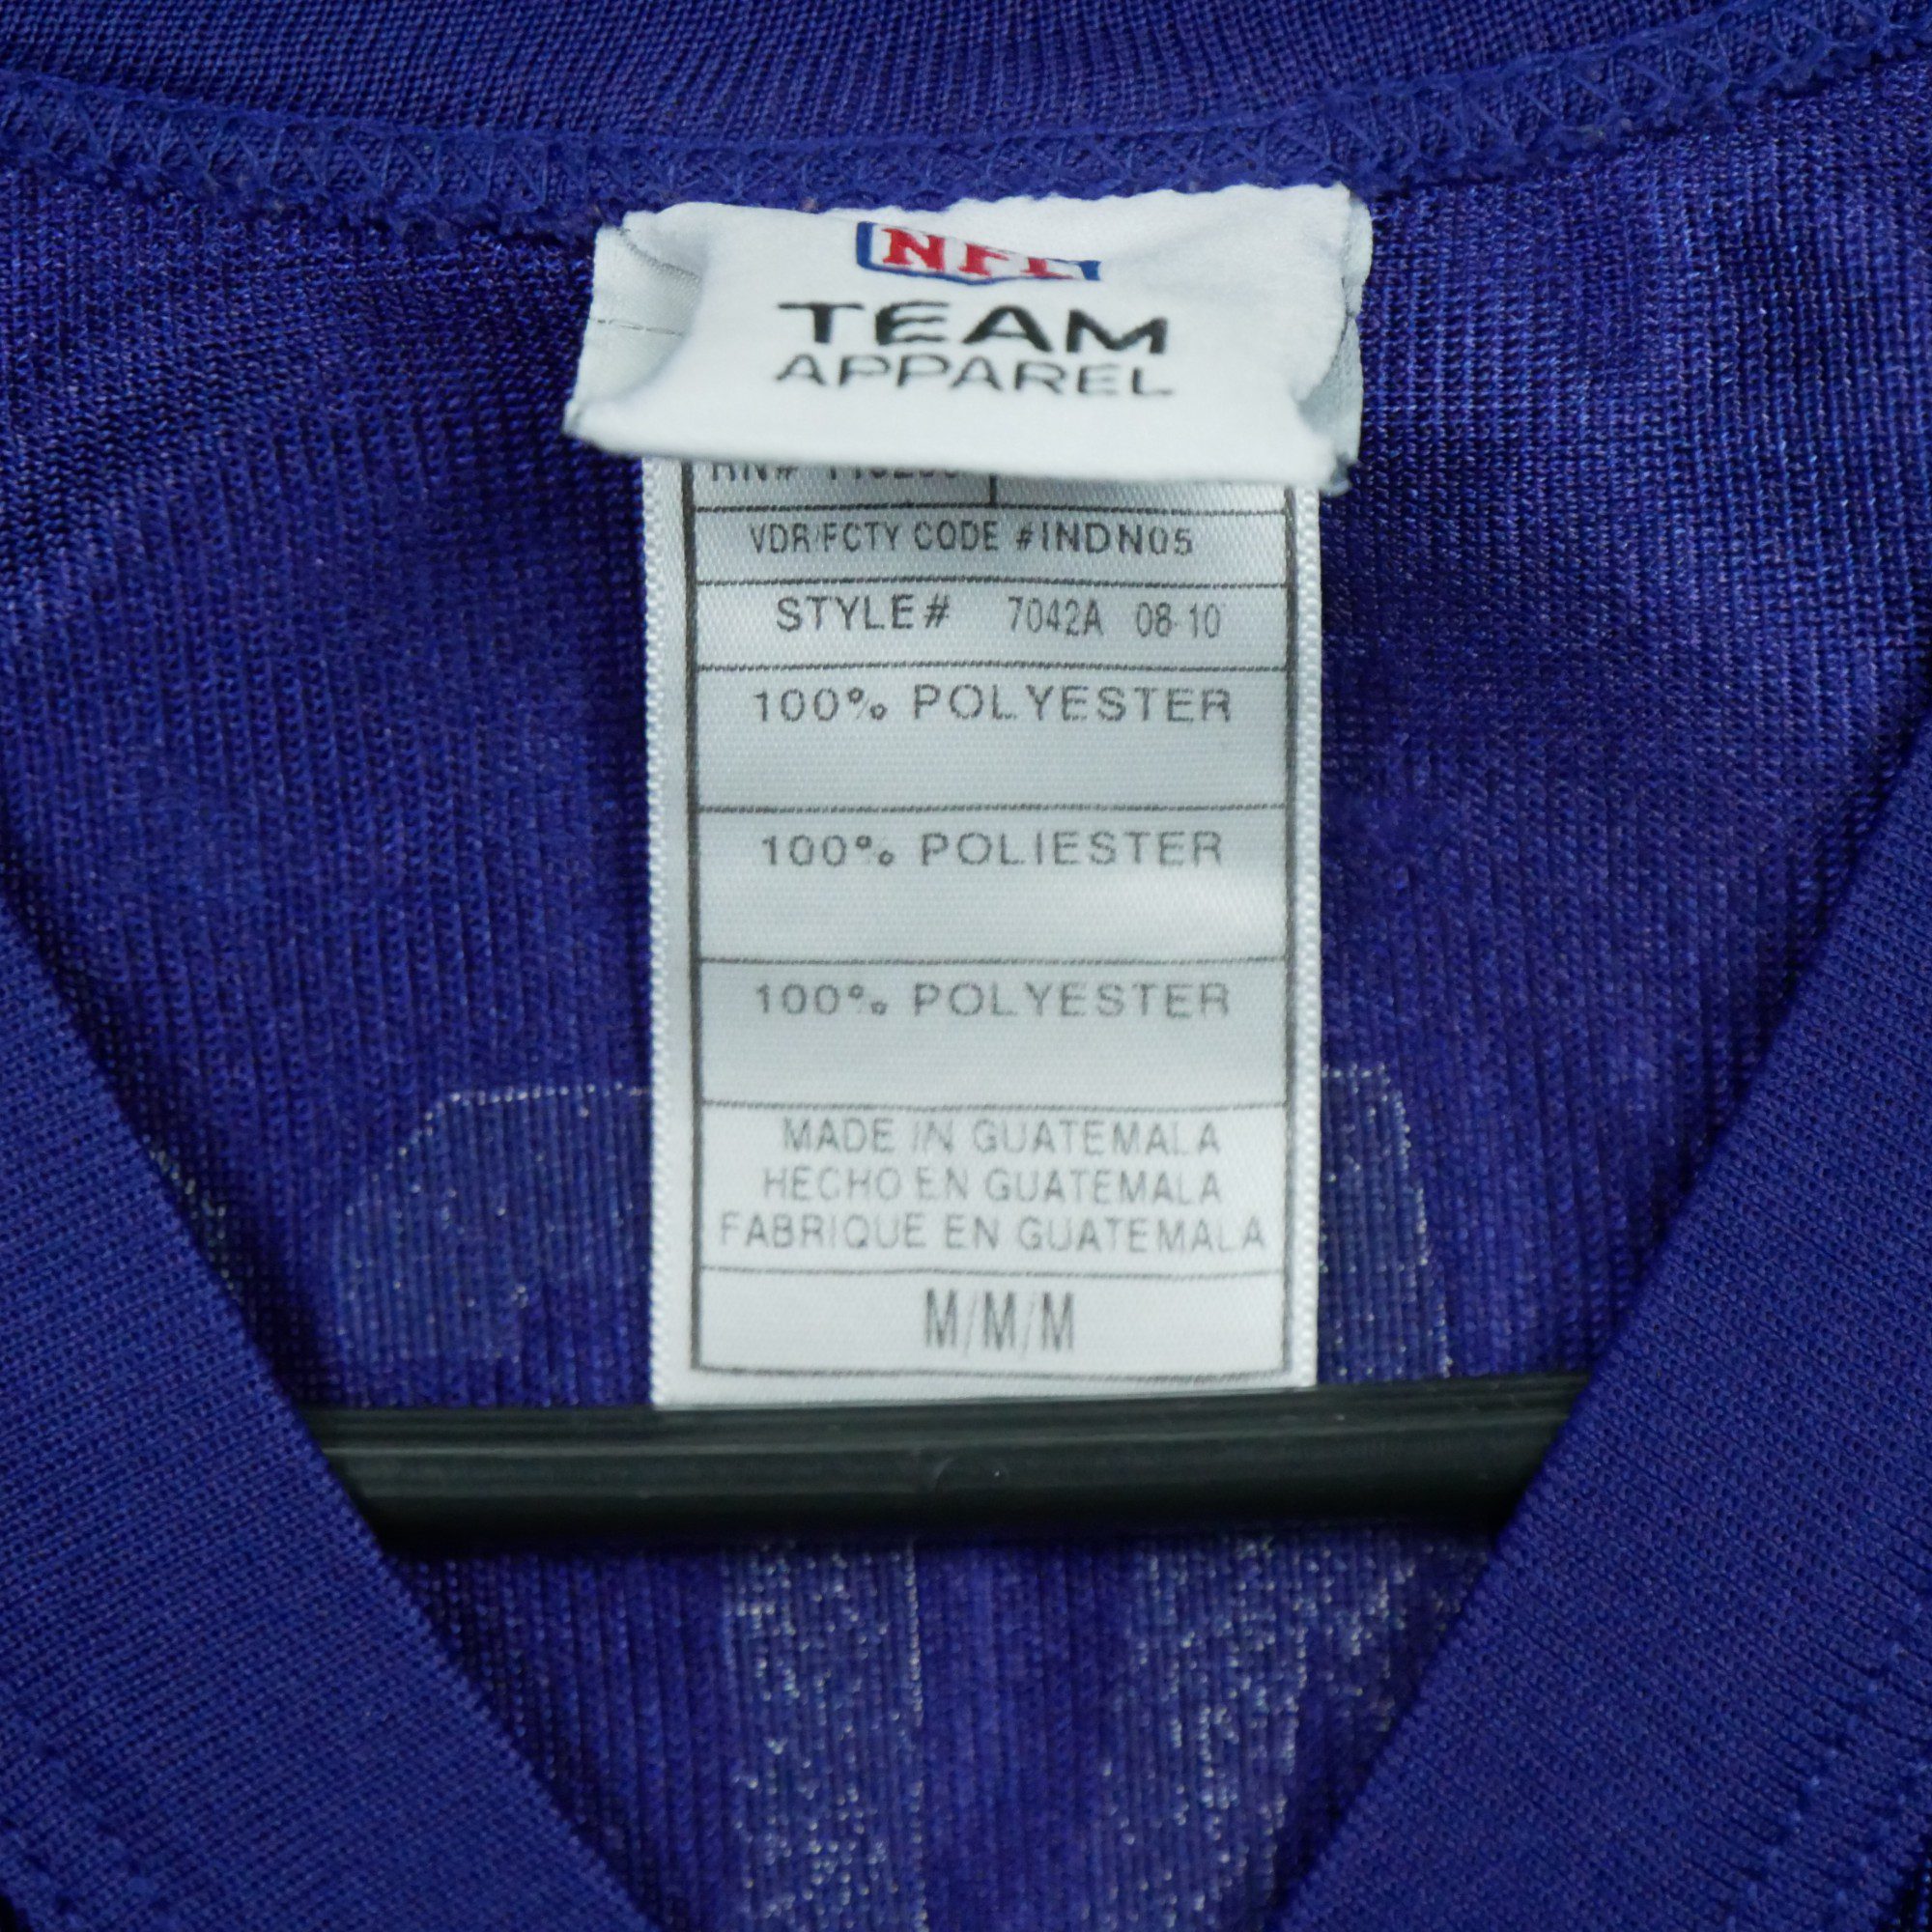 NFL
TEAM
APPAREL
RN#
VDR/FCTY CODE #INDN05
STYLE# 7042A 08-10
100% POLYESTER
100% POLIESTER
100% POLYESTER
MADE IN GUATEMALA
HECHO EN GUATEMALA
FABRIQUE EN GUATEMALA
M/M/M